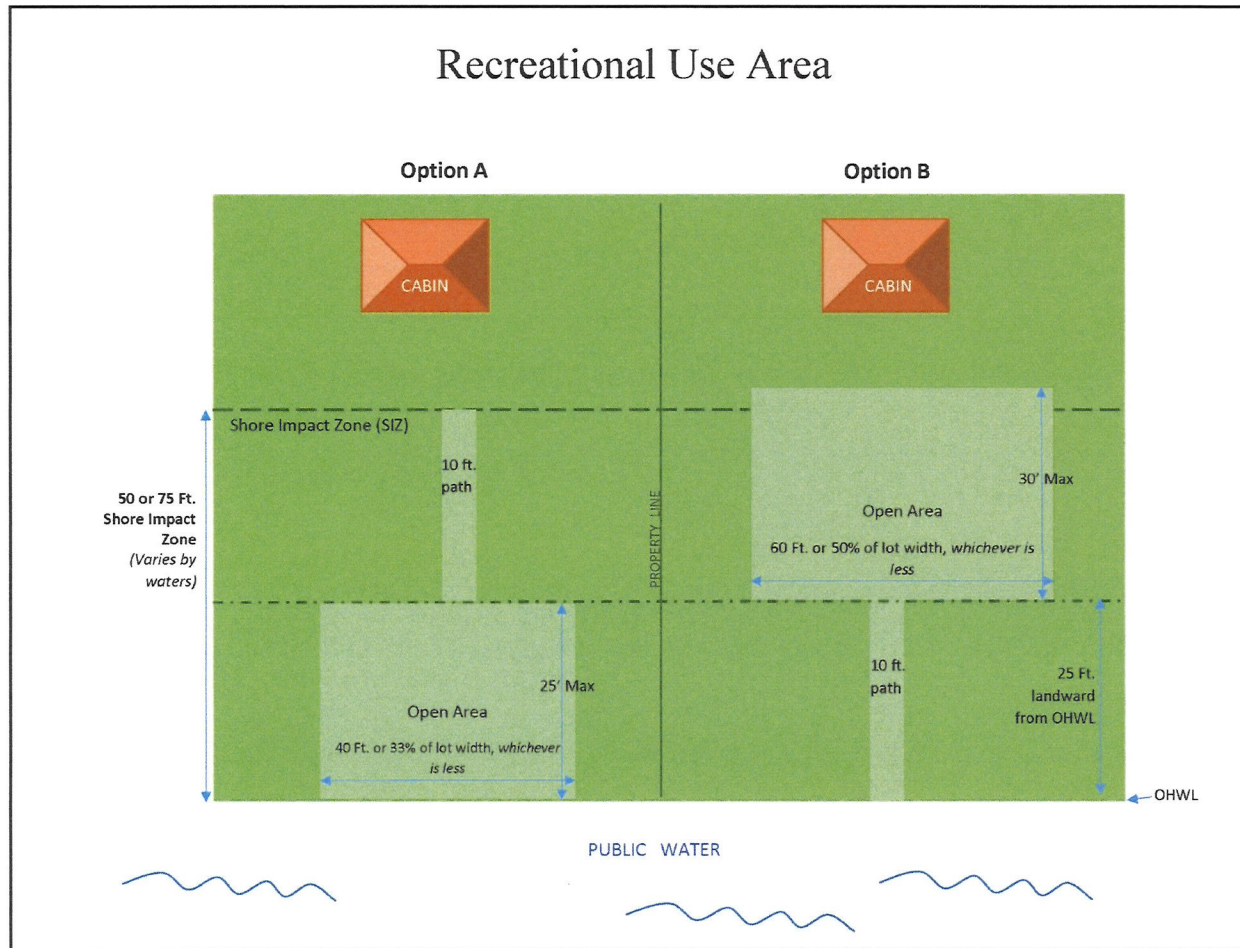 Recreational Use Area
Option A
Option B
CABIN
CABIN
Shore Impact Zone (SIZ)
10 ft.
path
50 or 75 Ft.
Shore Impact
Zone
(Varies by
waters)
PROPERTY LINE
30' Max
Open Area
60 Ft. or 50% of lot width, whichever is
less
25' Max
Open Area
40 Ft. or 33% of lot width, whichever
is less
10 ft.
path
25 Ft.
landward
from OHWL
OHWL
PUBLIC WATER